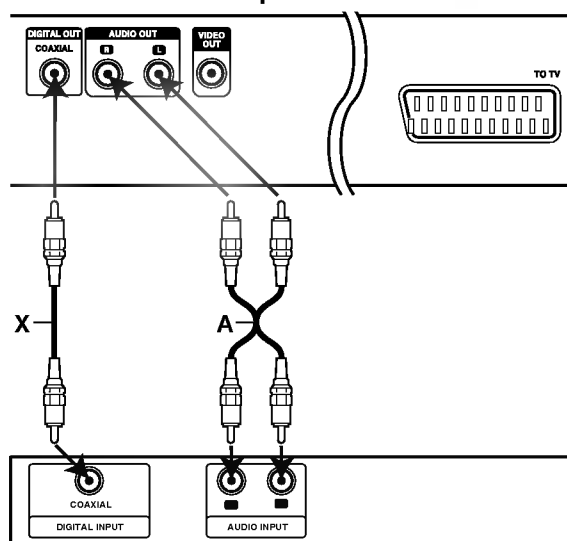 DIGITAL OUT
COAXIAL
AUDIO OUT
R
L
VIDEO
OUT
TO TV
X
A
COAXIAL
DIGITAL INPUT
AUDIO INPUT